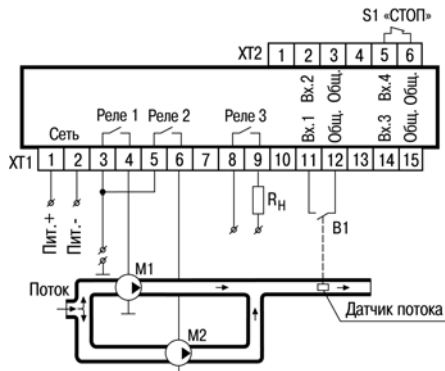 S1 «СТОП»
XT2 1 2 3 4 5 6
Вх.2 Общ. Вх.4 Общ.
Сеть Реле 1 Реле 2 Реле 3 Вх.1 Общ. Вх.3 Общ.
XT1 1 2 3 4 5 6 7 8 9 10 11 12 13 14 15
Пит.+ Пит.-
RН
B1
М1
Поток
М2
Датчик потока